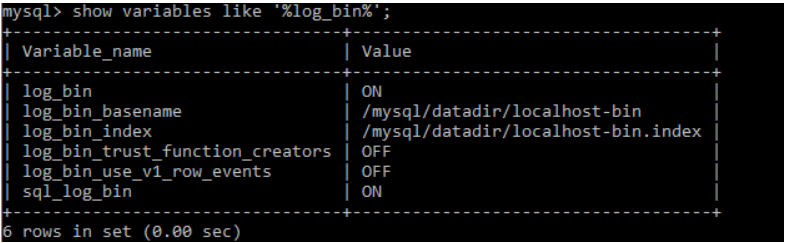 mysql> show variables like '%log_bin%';
+---------------------------------+------------------------------------+
| Variable_name                   | Value                              |
+---------------------------------+------------------------------------+
| log_bin                         | ON                                 |
| log_bin_basename                | /mysql/datadir/localhost-bin       |
| log_bin_index                   | /mysql/datadir/localhost-bin.index |
| log_bin_trust_function_creators | OFF                                |
| log_bin_use_v1_row_events       | OFF                                |
| sql_log_bin                     | ON                                 |
+---------------------------------+------------------------------------+
6 rows in set (0.00 sec)